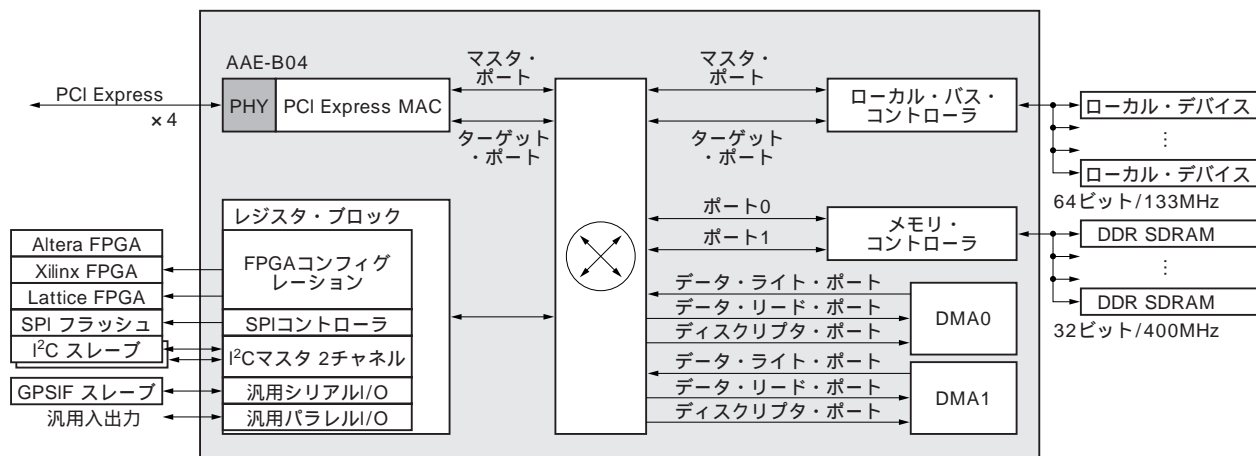 AAE-B04
PCI Express
×4
PHY
PCI Express MAC
マスタ・
ポート
ターゲット
・ポート
マスタ・
ポート
ターゲット
・ポート
ローカル・バス・
コントローラ
ローカル・デバイス
⋮
ローカル・デバイス
64ビット/133MHz
レジスタ・ブロック
FPGAコンフィグ
レーション
SPIコントローラ
I²Cマスタ 2チャネル
汎用シリアルI/O
汎用パラレルI/O
Altera FPGA
Xilinx FPGA
Lattice FPGA
SPI フラッシュ
I²C スレーブ
GPSIF スレーブ
汎用入出力
ポート0
ポート1
メモリ・
コントローラ
DDR SDRAM
⋮
DDR SDRAM
32ビット/400MHz
データ・ライト・ポート
データ・リード・ポート
ディスクリプタ・ポート
DMA0
データ・ライト・ポート
データ・リード・ポート
ディスクリプタ・ポート
DMA1